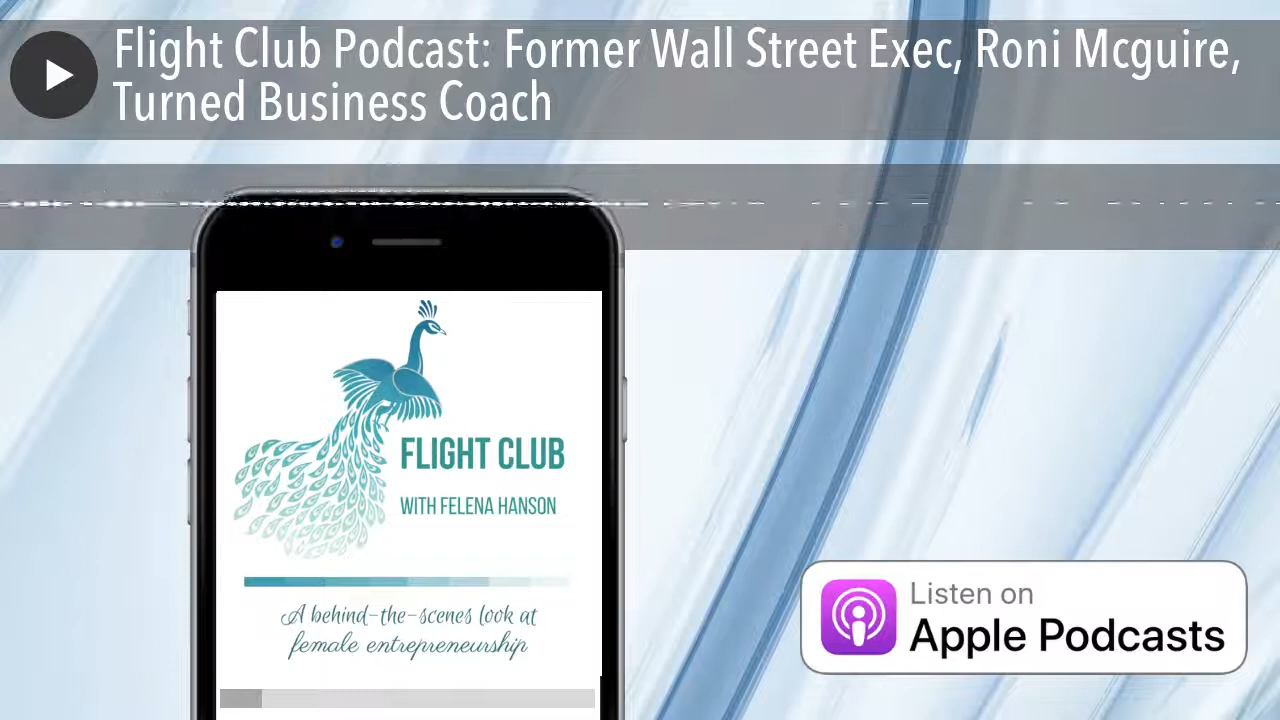 Flight Club Podcast: Former Wall Street Exec, Roni Mcguire,
Turned Business Coach
FLIGHT CLUB
WITH FELENA HANSON
A behind-the-scenes look at
female entrepreneurship
Listen on
Apple Podcasts